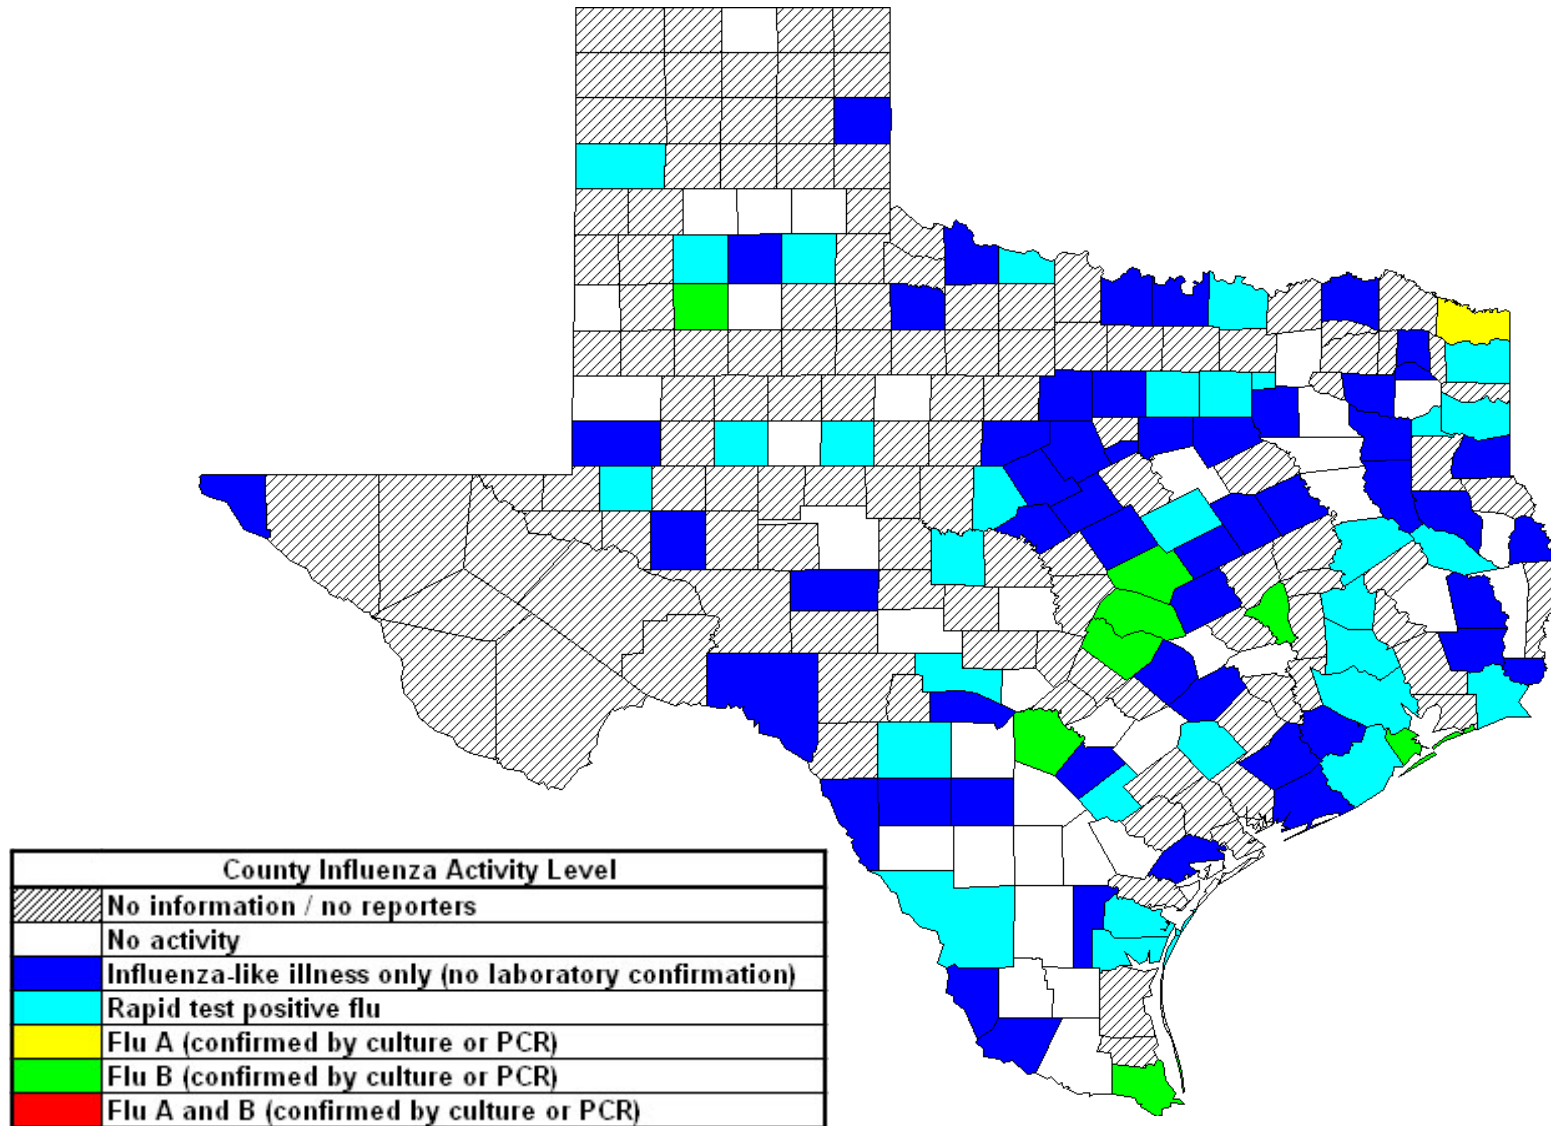 County Influenza Activity Level
No information / no reporters
No activity
Influenza-like illness only (no laboratory confirmation)
Rapid test positive flu
Flu A (confirmed by culture or PCR)
Flu B (confirmed by culture or PCR)
Flu A and B (confirmed by culture or PCR)